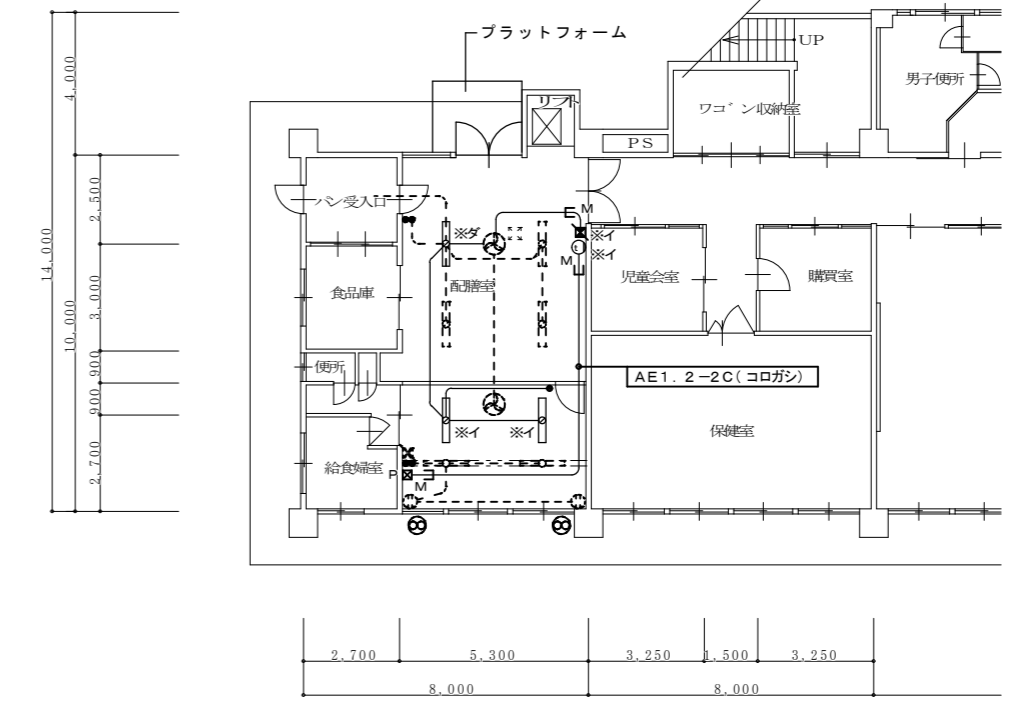 プラットフォーム
UP
リフト
男子便所
ワゴン収納室
PS
4,000
2,500
14,000
10,000
3,000
900
900
2,700
パン受入口
M
※ダ
※イ
t
※イ
M
食品庫
配膳室
児童会室
購買室
便所
AE1.2-2C(コロガシ)
※イ
※イ
保健室
給食婦室
P
M
2,700
5,300
3,250
1,500
3,250
8,000
8,000